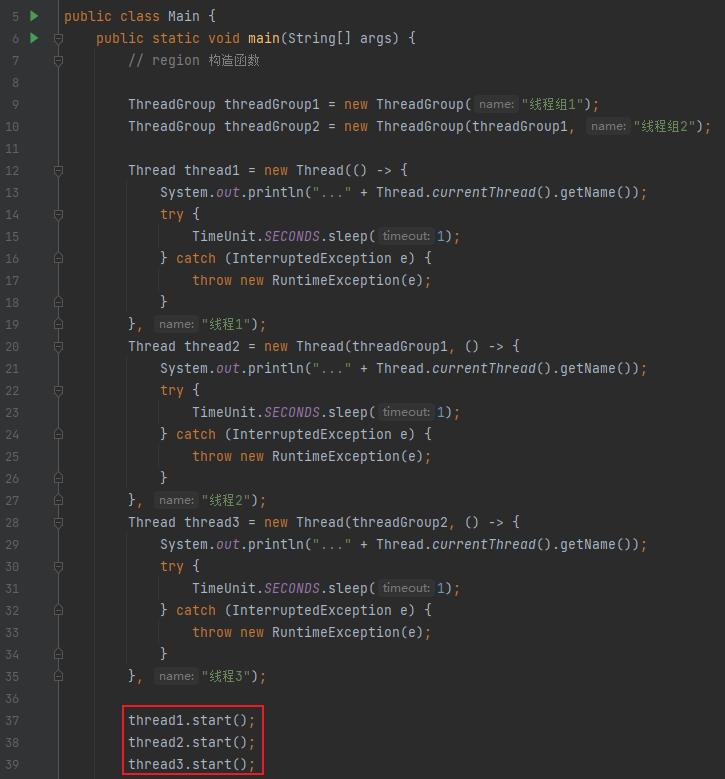 5 public class Main {
6 public static void main(String[] args) {
7 // region 构造函数
8
9 ThreadGroup threadGroup1 = new ThreadGroup( name: "线程组1");
10 ThreadGroup threadGroup2 = new ThreadGroup(threadGroup1, name: "线程组2");
11
12 Thread thread1 = new Thread(() -> {
13 System.out.println("..." + Thread.currentThread().getName());
14 try {
15 TimeUnit.SECONDS.sleep( timeout: 1);
16 } catch (InterruptedException e) {
17 throw new RuntimeException(e);
18 }
19 }, name: "线程1");
20 Thread thread2 = new Thread(threadGroup1, () -> {
21 System.out.println("..." + Thread.currentThread().getName());
22 try {
23 TimeUnit.SECONDS.sleep( timeout: 1);
24 } catch (InterruptedException e) {
25 throw new RuntimeException(e);
26 }
27 }, name: "线程2");
28 Thread thread3 = new Thread(threadGroup2, () -> {
29 System.out.println("..." + Thread.currentThread().getName());
30 try {
31 TimeUnit.SECONDS.sleep( timeout: 1);
32 } catch (InterruptedException e) {
33 throw new RuntimeException(e);
34 }
35 }, name: "线程3");
36
37 thread1.start();
38 thread2.start();
39 thread3.start();